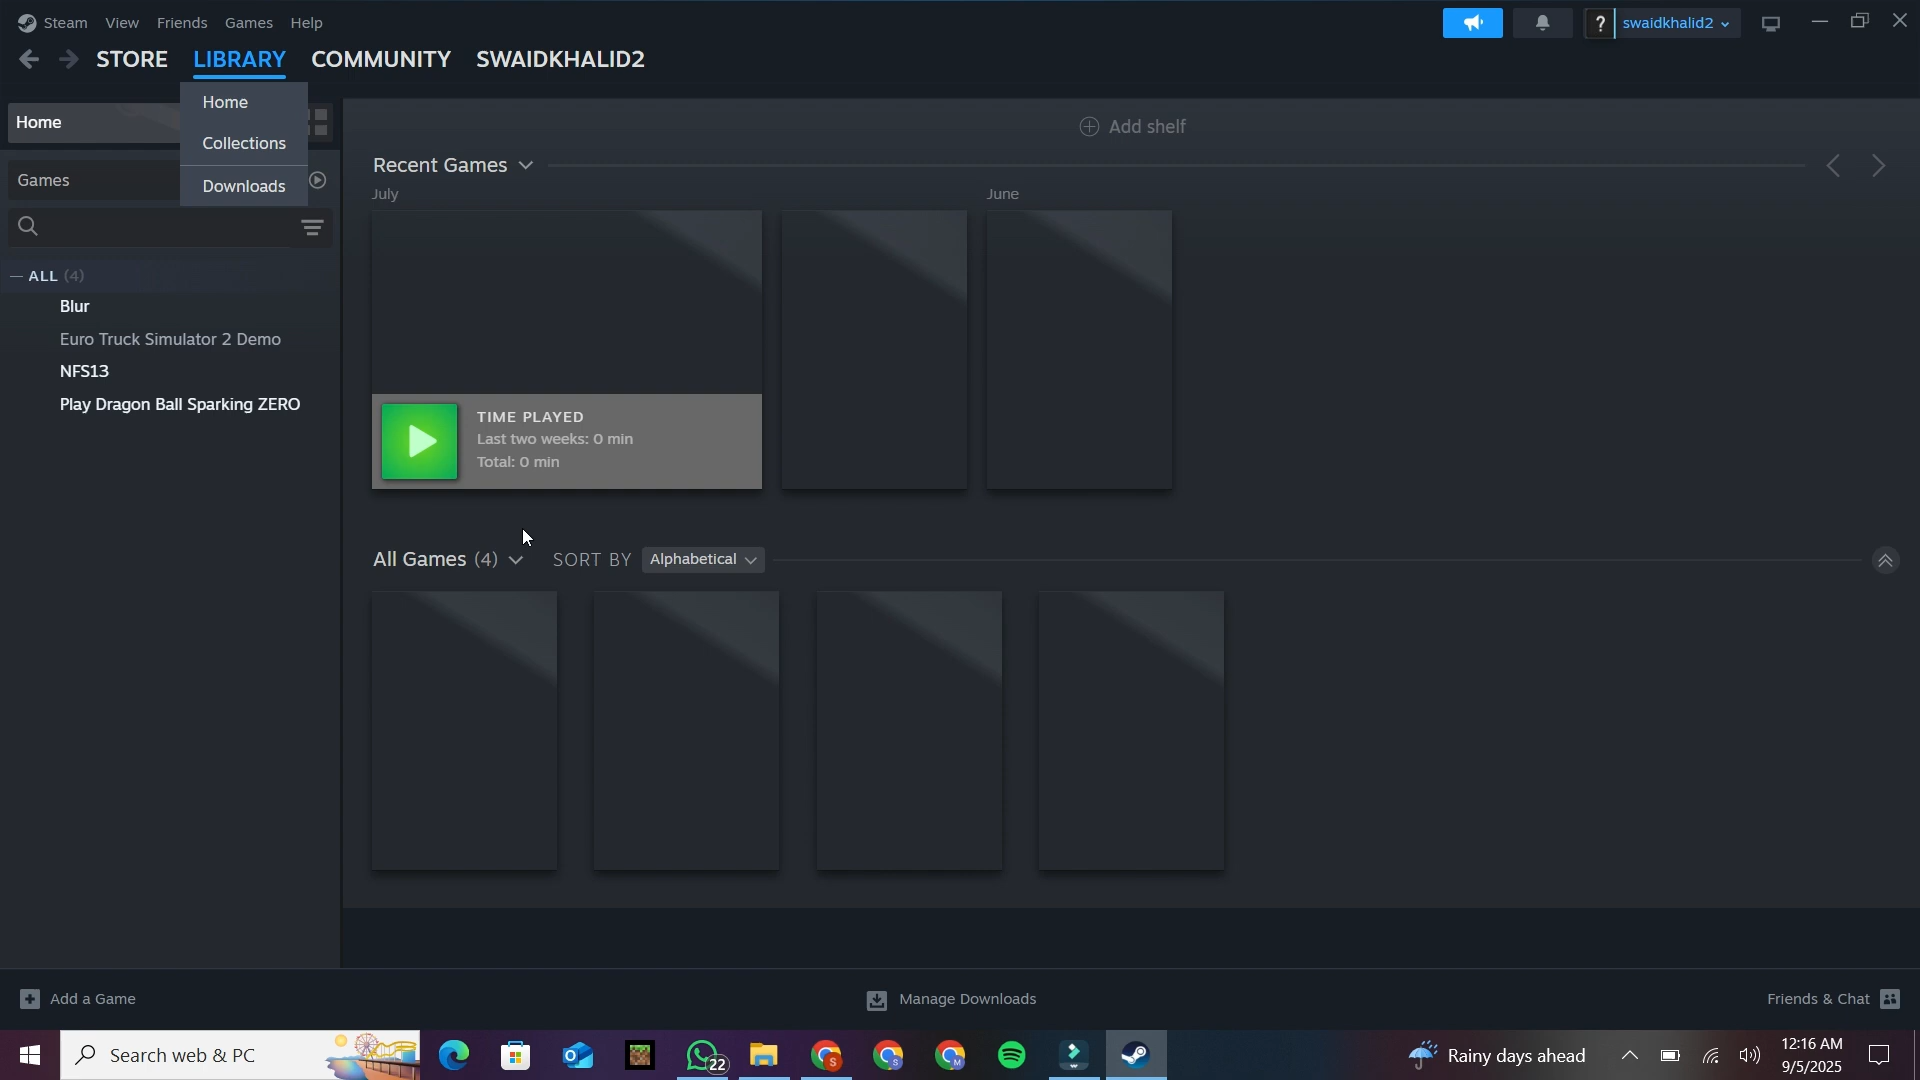 Steam View Friends Games Help
? swaidkhalid2
STORE LIBRARY COMMUNITY SWAIDKHALID2
Home
Collections
Downloads
Home
Games
— ALL (4)
Blur
Euro Truck Simulator 2 Demo
NFS13
Play Dragon Ball Sparking ZERO
Add shelf
Recent Games
July
June
TIME PLAYED
Last two weeks: 0 min
Total: 0 min
All Games (4) SORT BY Alphabetical
Add a Game
Manage Downloads
Friends & Chat
Search web & PC
22
S
S
M
Rainy days ahead
12:16 AM
9/5/2025